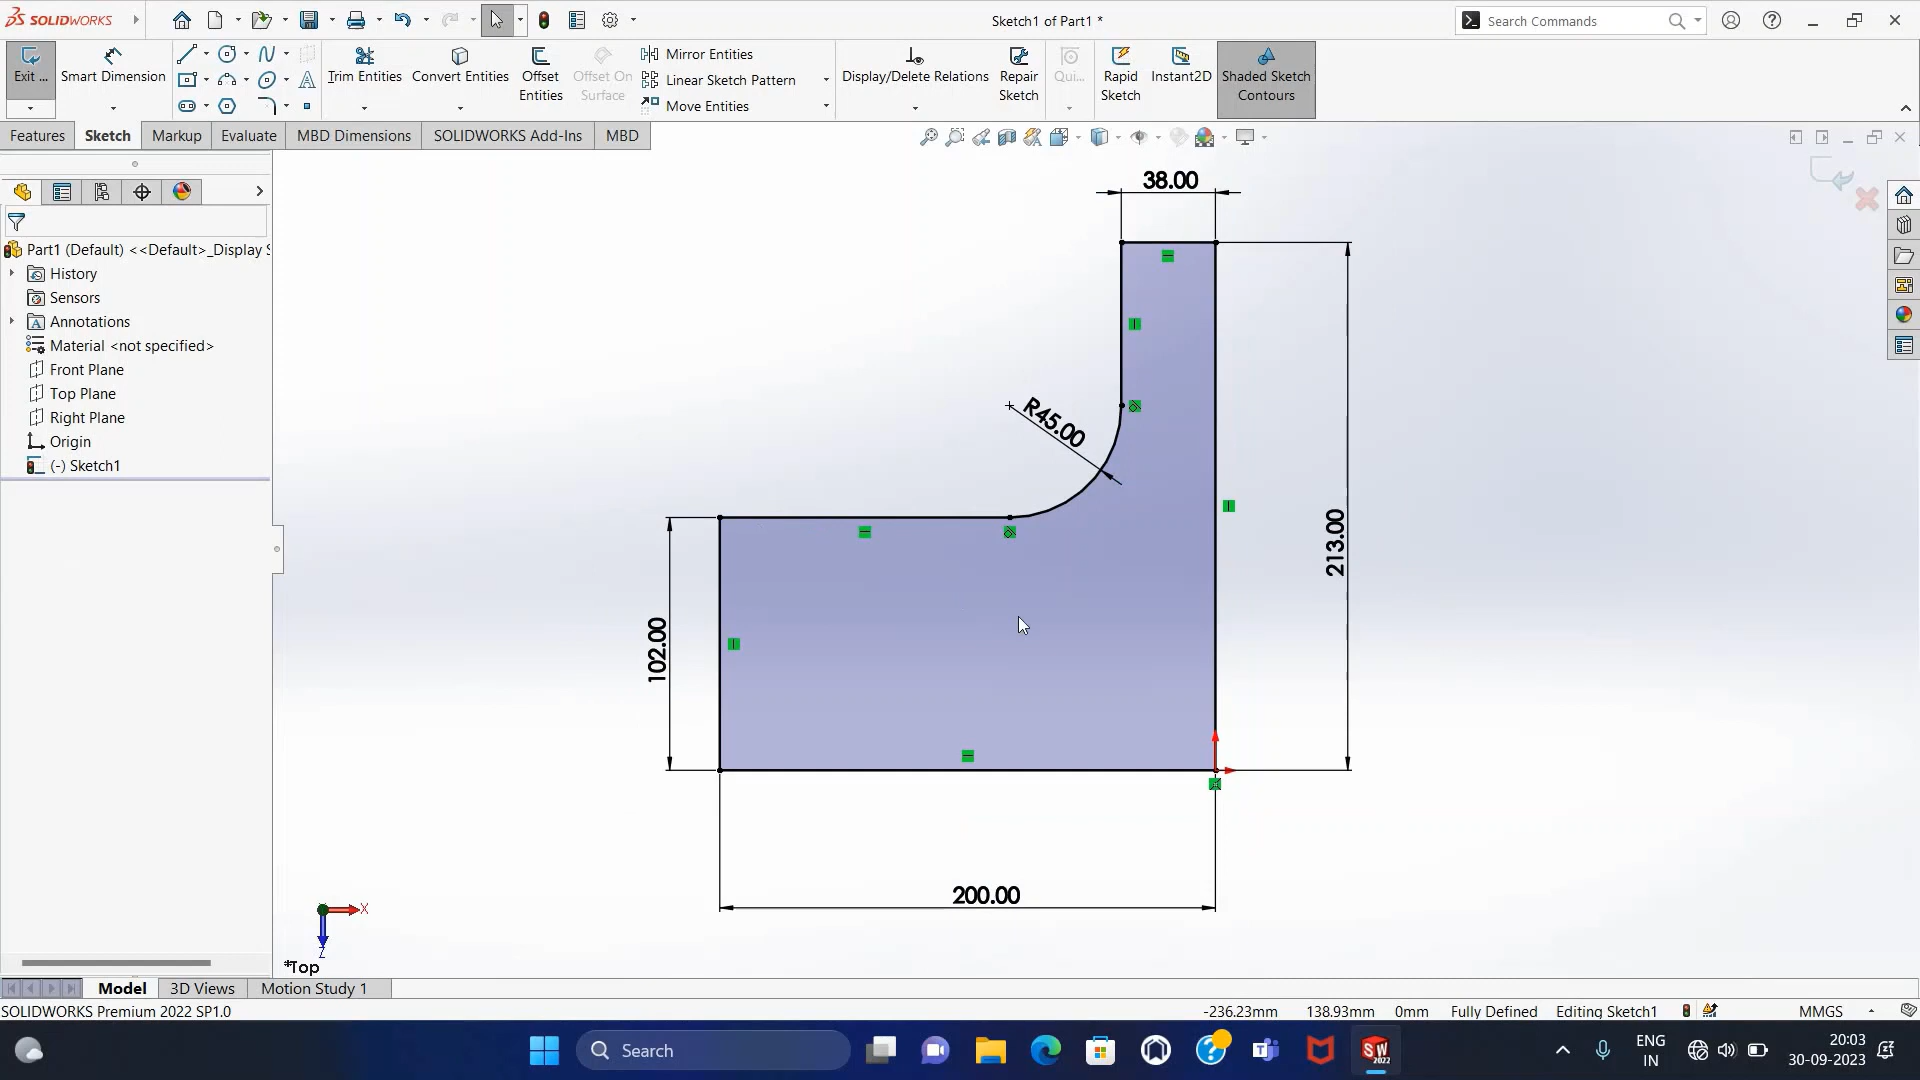 SOLIDWORKS
Sketch1 of Part1 *
Search Commands
Exit ...
Smart Dimension
Trim Entities
Convert Entities
Offset Entities
Offset On Surface
Mirror Entities
Linear Sketch Pattern
Move Entities
Display/Delete Relations
Repair Sketch
Qui...
Rapid Sketch
Instant2D
Shaded Sketch Contours
Features
Sketch
Markup
Evaluate
MBD Dimensions
SOLIDWORKS Add-Ins
MBD
Part1 (Default) <<Default>_Display S
History
Sensors
Annotations
Material <not specified>
Front Plane
Top Plane
Right Plane
Origin
(-) Sketch1
38.00
R45.00
213.00
102.00
200.00
X
Z
*Top
Model
3D Views
Motion Study 1
SOLIDWORKS Premium 2022 SP1.0
-236.23mm
138.93mm
0mm
Fully Defined
Editing Sketch1
MMGS
Search
SW
2022
ENG
IN
20:03
30-09-2023